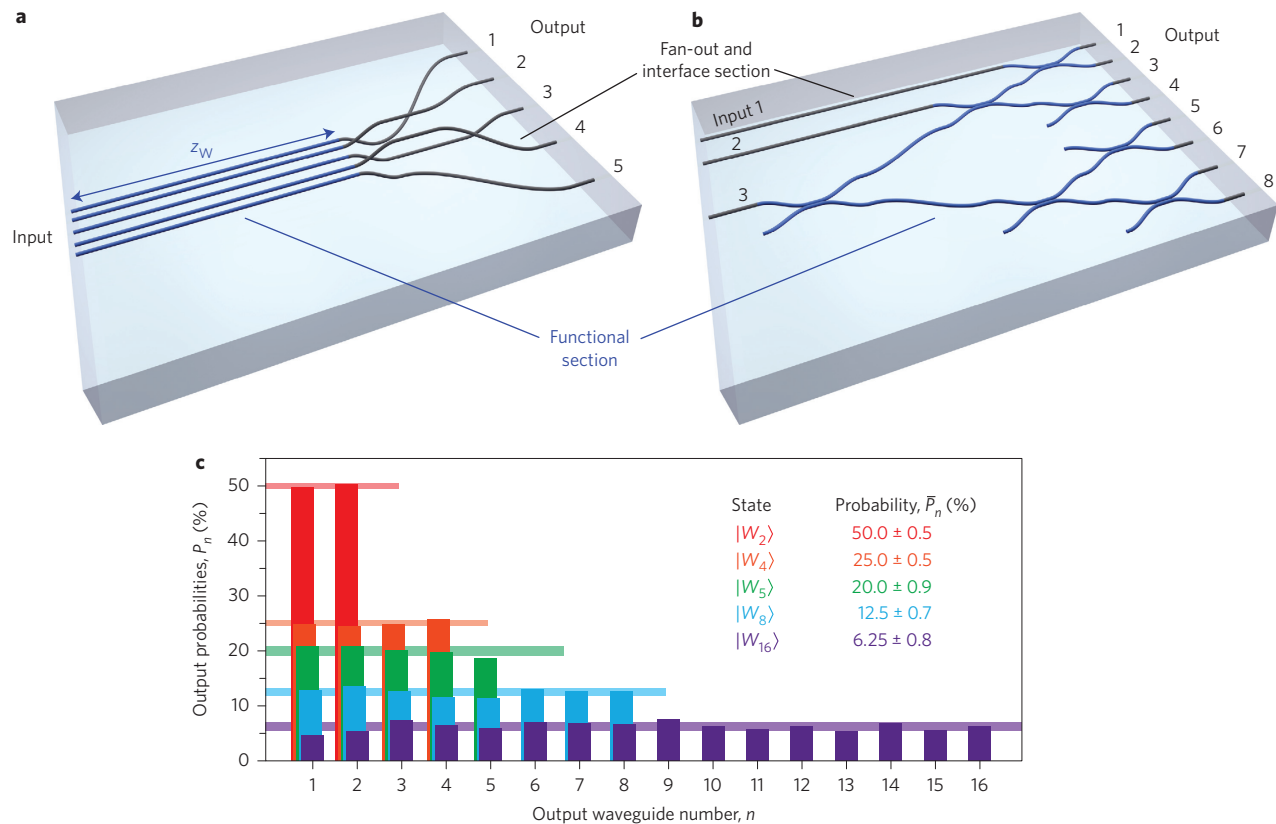 a
Output
1
2
3
4
5
z_W
Input
Fan-out and
interface section
Functional
section
b
Output
1
2
3
4
5
6
7
8
Input 1
2
3
c
Output probabilities, P_n (%)
50
40
30
20
10
0
State Probability, P̅_n (%)
|W_2⟩ 50.0 ± 0.5
|W_4⟩ 25.0 ± 0.5
|W_5⟩ 20.0 ± 0.9
|W_8⟩ 12.5 ± 0.7
|W_16⟩ 6.25 ± 0.8
1 2 3 4 5 6 7 8 9 10 11 12 13 14 15 16
Output waveguide number, n